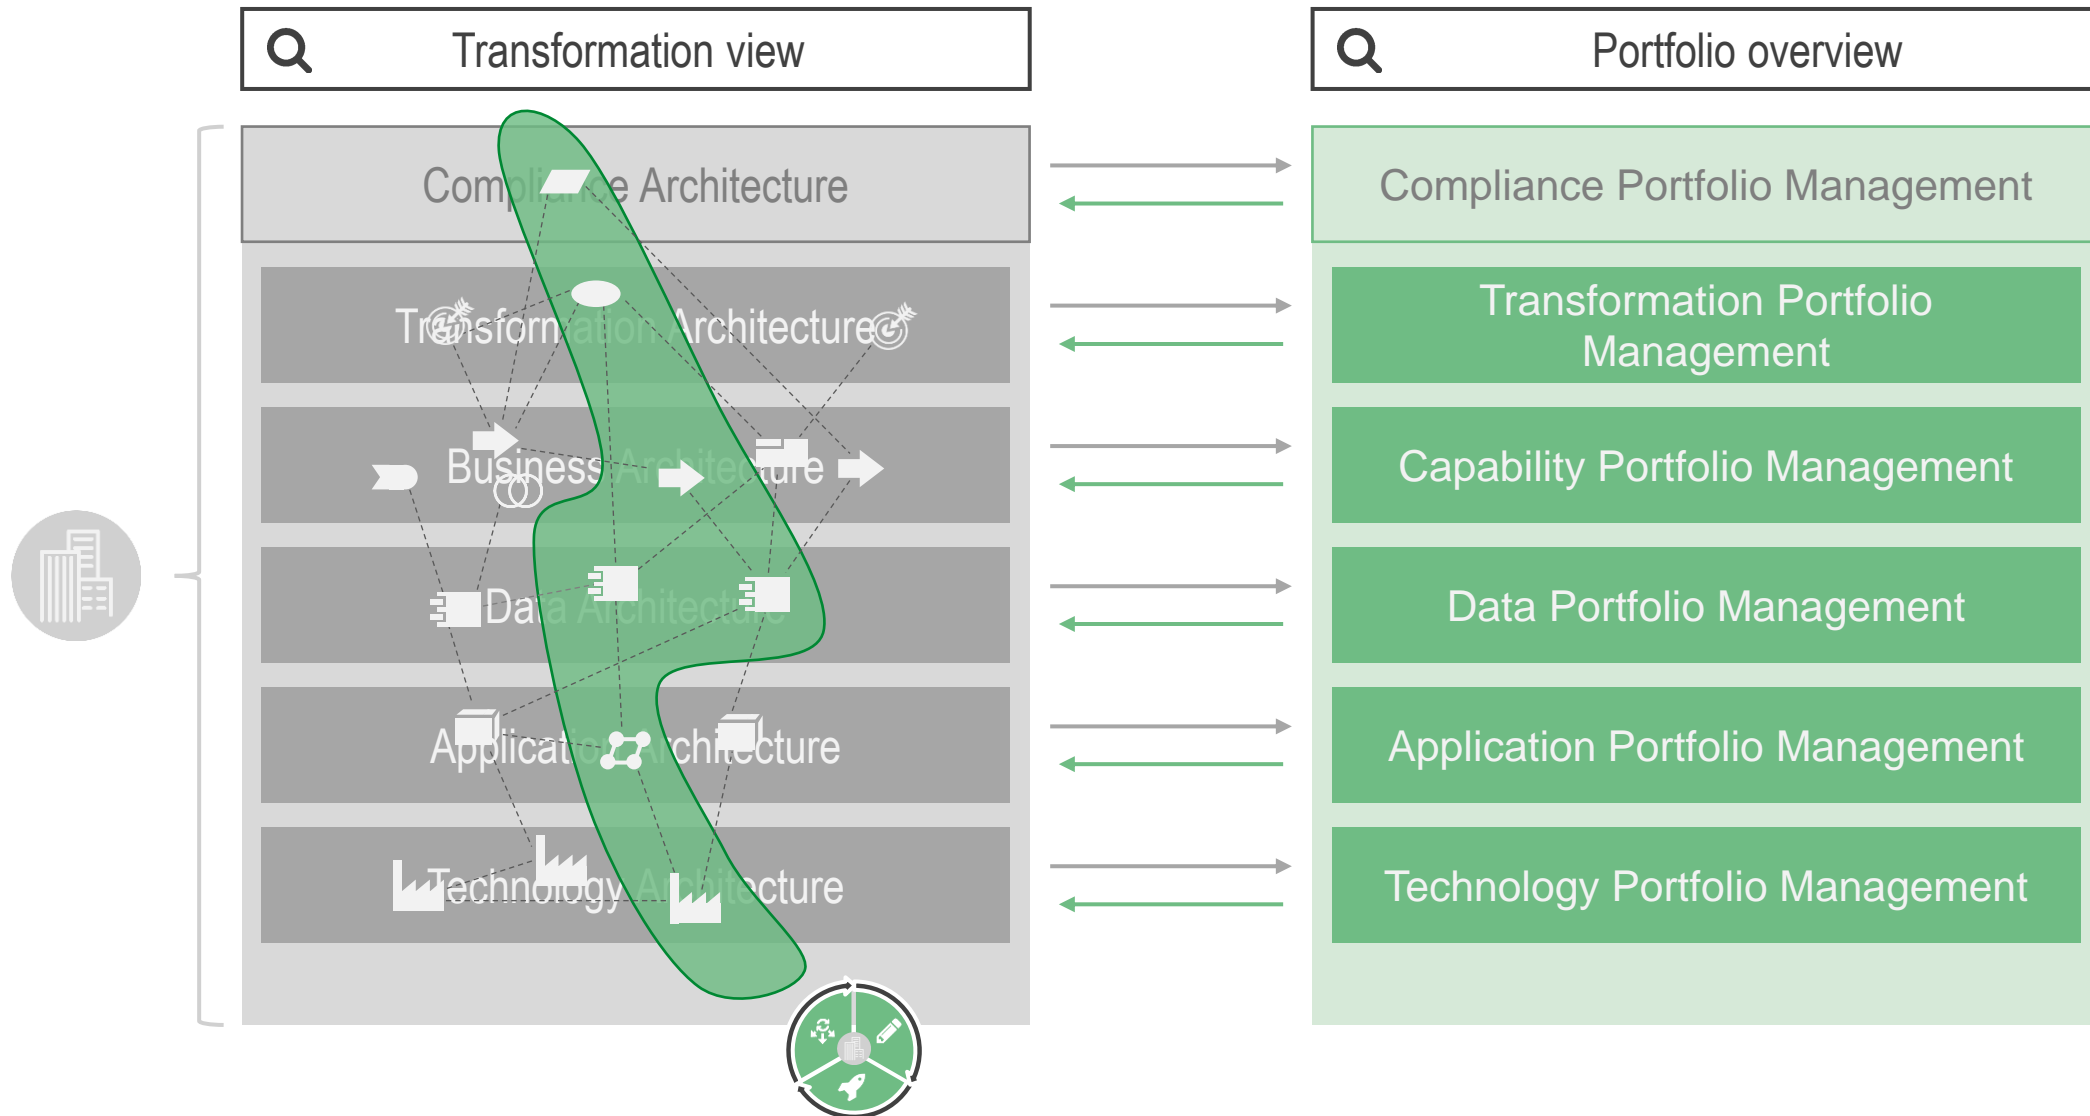 Transformation view
Portfolio overview
Compliance Architecture
Compliance Portfolio Management
Transformation Architecture
Transformation Portfolio
Management
Business Architecture
Capability Portfolio Management
Data Architecture
Data Portfolio Management
Application Architecture
Application Portfolio Management
Technology Architecture
Technology Portfolio Management